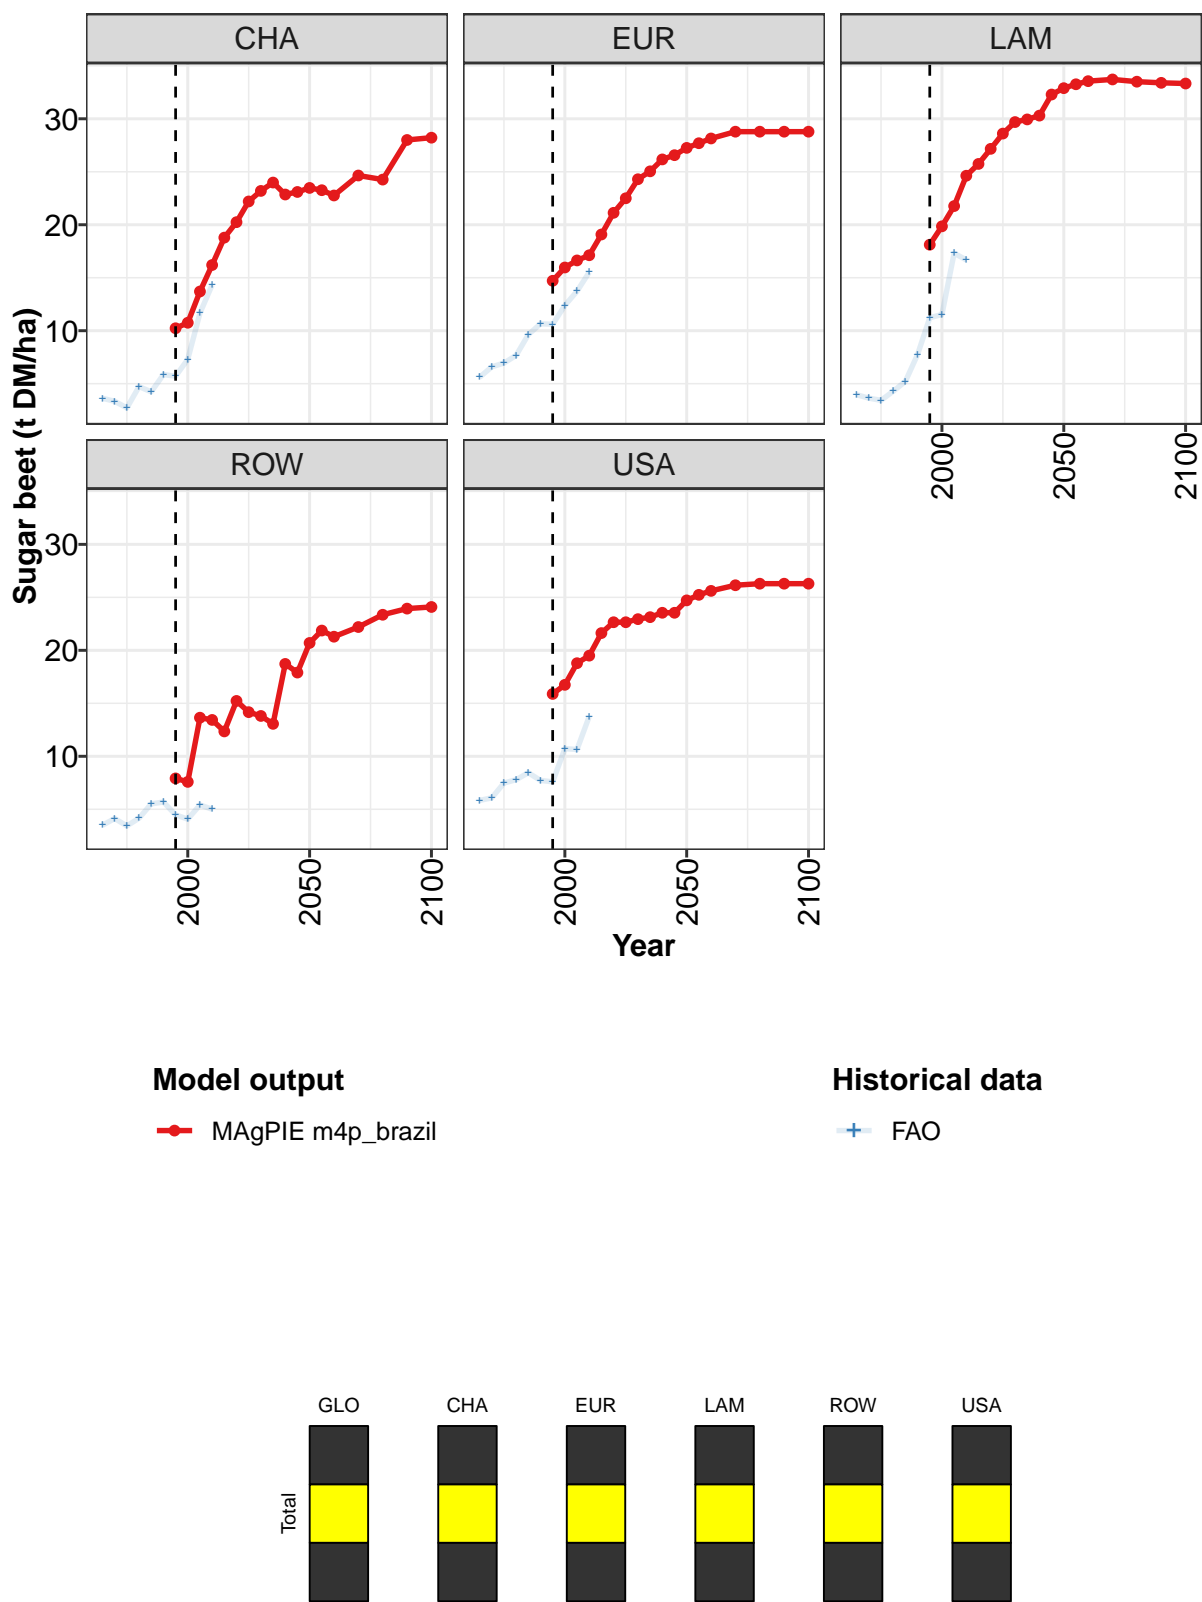 CHA
EUR
LAM
30
20
10
Sugar beet (t DM/ha)
2000
2050
2100
ROW
USA
30
20
10
2000
2050
2100
2000
2050
2100
Year
Model output
Historical data
MAgPIE m4p_brazil
FAO
GLO
CHA
EUR
LAM
ROW
USA
Total